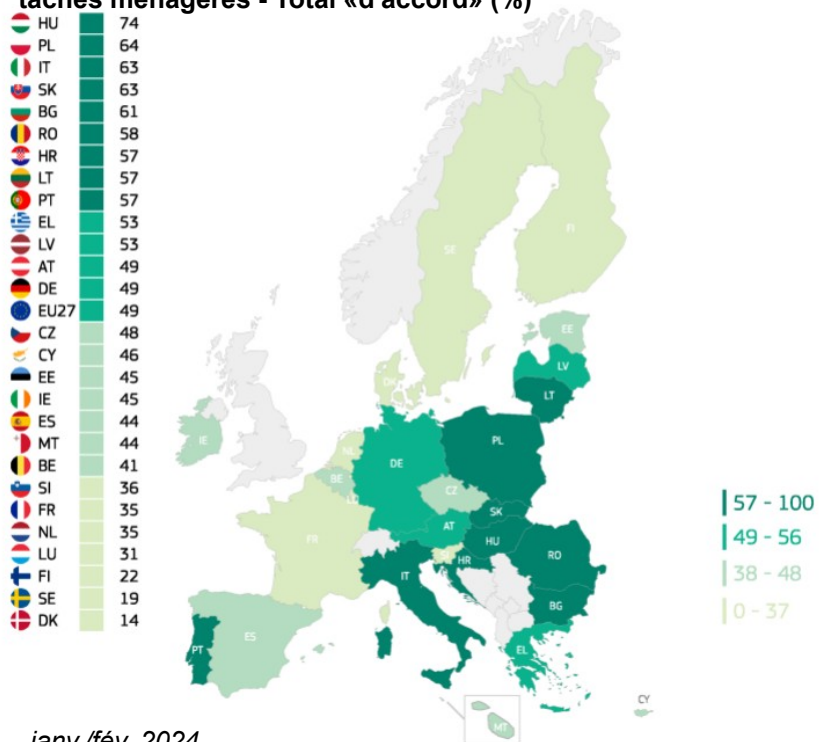 tâches ménagères - Total «d'accord» (%)
HU 74
PL 64
IT 63
SK 63
BG 61
RO 58
HR 57
LT 57
PT 57
EL 53
LV 53
AT 49
DE 49
EU27 49
CZ 48
CY 46
EE 45
IE 45
ES 44
MT 44
BE 41
SI 36
FR 35
NL 35
LU 31
FI 22
SE 19
DK 14
SE
FI
EE
LV
LT
DK
IE
NL
PL
DE
BE
CZ
LU
SK
AT
FR
HU
SI
HR
RO
IT
BG
ES
PT
EL
CY
MT
57 - 100
49 - 56
38 - 48
0 - 37
janv./fév. 2024